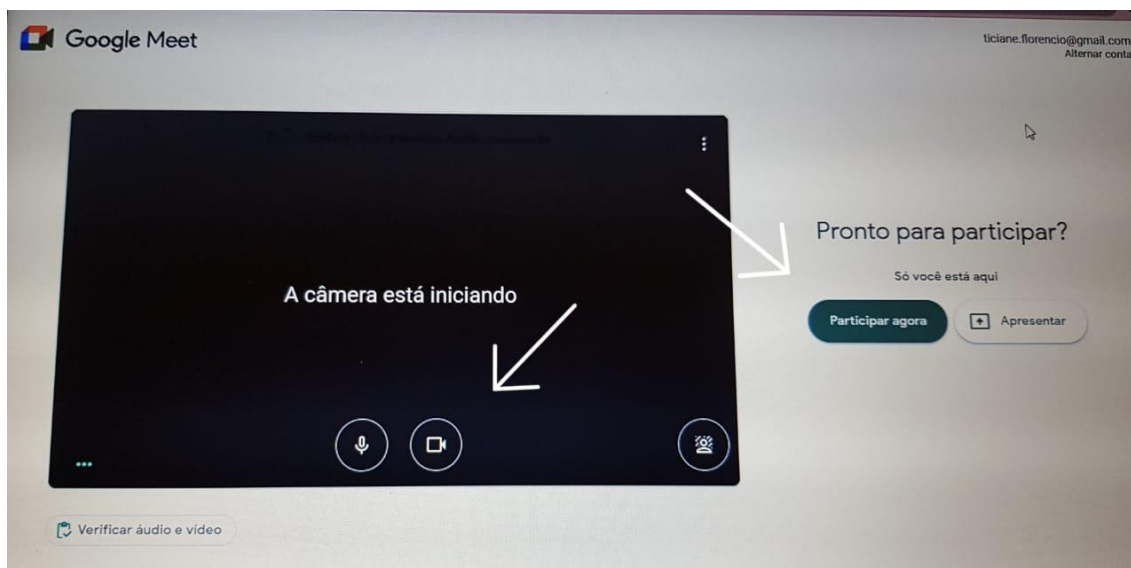 Google Meet
ticiane.florencio@gmail.com
Alternar conta
A câmera está iniciando
Pronto para participar?
Só você está aqui
Participar agora
Apresentar
Verificar áudio e vídeo